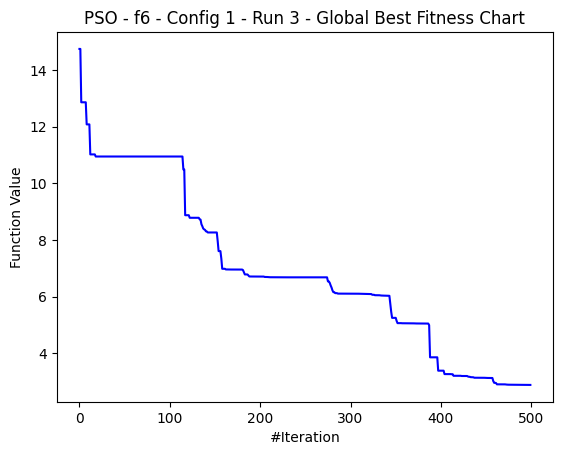 PSO - f6 - Config 1 - Run 3 - Global Best Fitness Chart
14
12
10
8
6
4
Function Value
0 100 200 300 400 500
#Iteration